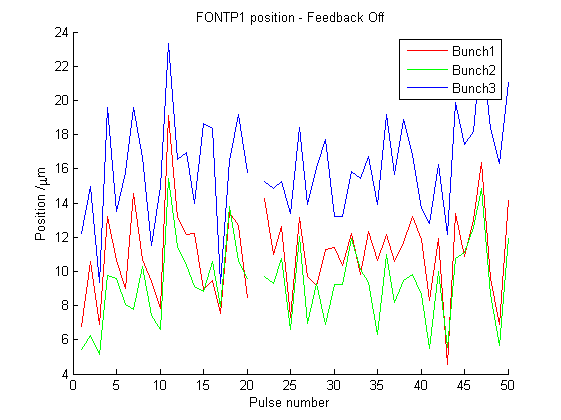 FONTP1 position - Feedback Off
24
22
20
18
16
14
12
10
8
6
4
Position /µm
Bunch1
Bunch2
Bunch3
0 5 10 15 20 25 30 35 40 45 50
Pulse number